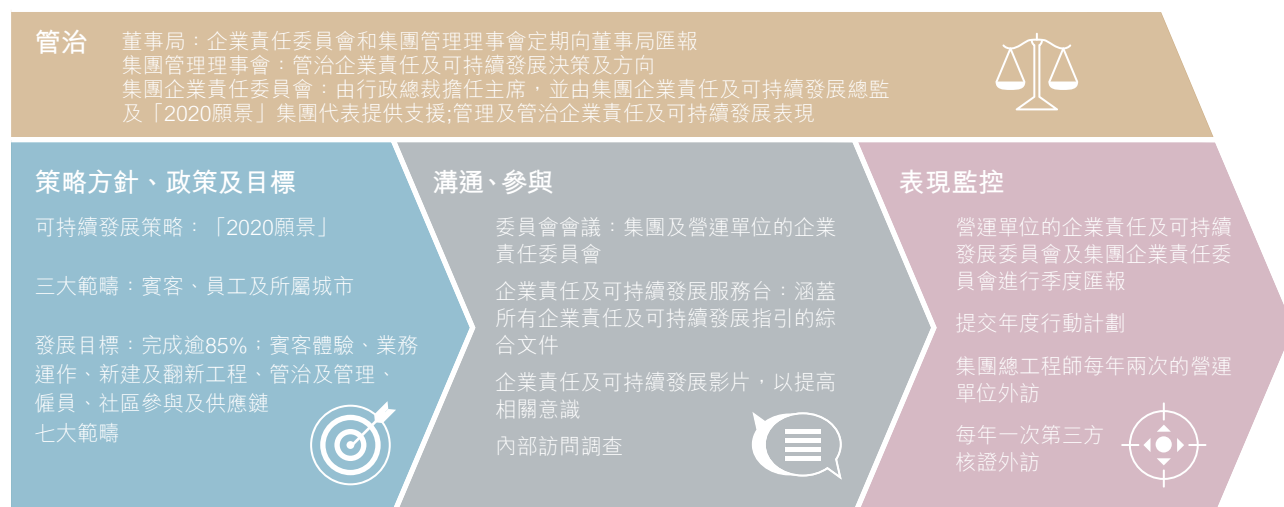 管治
董事局：企業責任委員會和集團管理理事會定期向董事局匯報
集團管理理事會：管治企業責任及可持續發展決策及方向
集團企業責任委員會：由行政總裁擔任主席，並由集團企業責任及可持續發展總監
及「2020願景」集團代表提供支援;管理及管治企業責任及可持續發展表現
策略方針、政策及目標
可持續發展策略：「2020願景」
三大範疇：賓客、員工及所屬城市
發展目標：完成逾85%；賓客體驗、業務
運作、新建及翻新工程、管治及管理、
僱員、社區參與及供應鏈
七大範疇
溝通、參與
委員會會議：集團及營運單位的企業
責任委員會
企業責任及可持續發展服務台：涵蓋
所有企業責任及可持續發展指引的綜
合文件
企業責任及可持續發展影片，以提高
相關意識
內部訪問調查
表現監控
營運單位的企業責任及可持續
發展委員會及集團企業責任委
員會進行季度匯報
提交年度行動計劃
集團總工程師每年兩次的營運
單位外訪
每年一次第三方
核證外訪